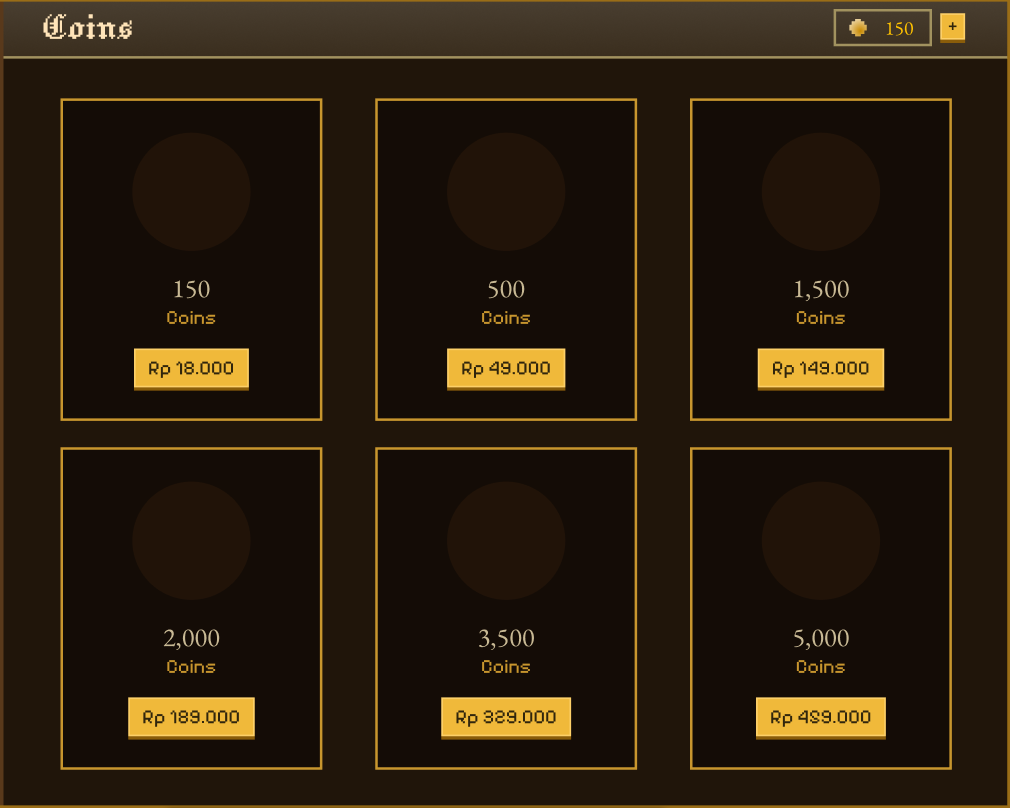 Coins
150
+
150
Coins
Rp 18.000
500
Coins
Rp 49.000
1,500
Coins
Rp 149.000
2,000
Coins
Rp 189.000
3,500
Coins
Rp 329.000
5,000
Coins
Rp 459.000